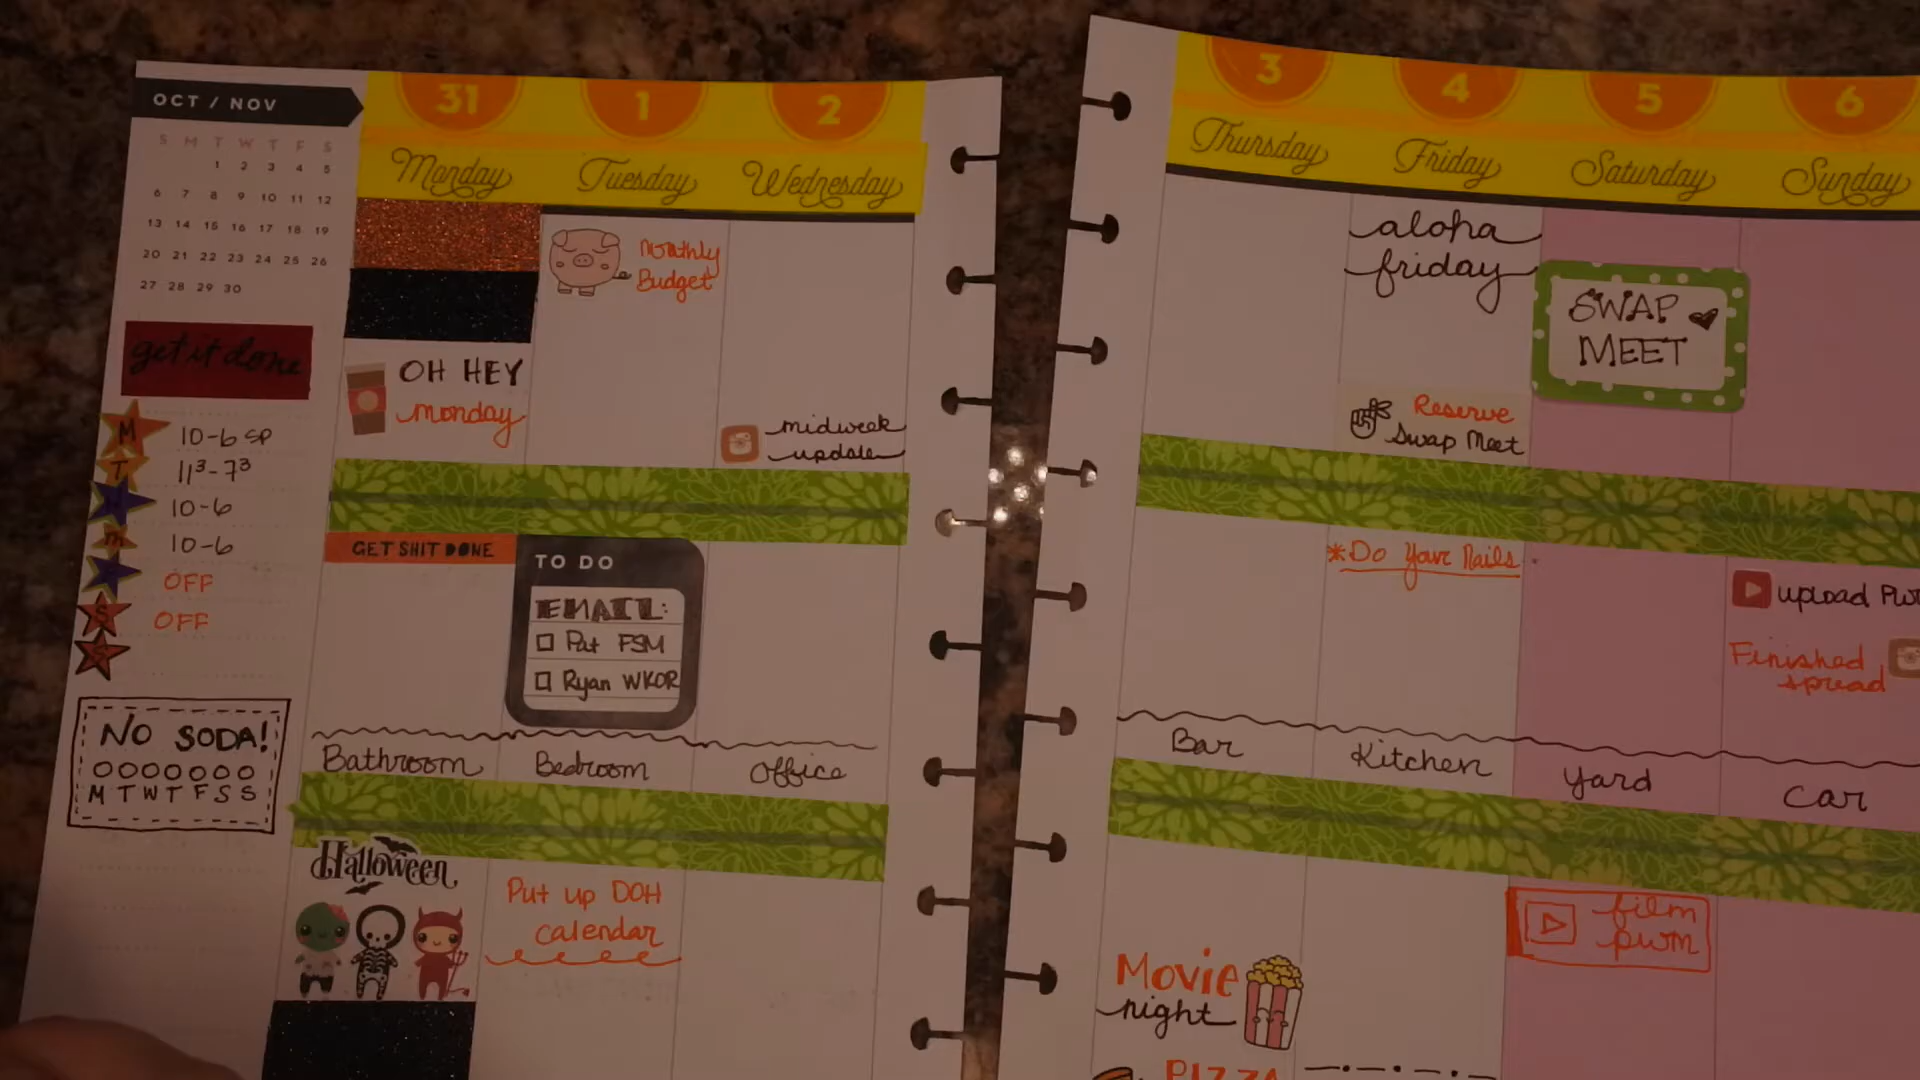 OCT / NOV
S M T W T F S
1 2 3 4 5
6 7 8 9 10 11 12
13 14 15 16 17 18 19
20 21 22 23 24 25 26
27 28 29 30
get it done
M 10-6 SP
T 11³-7³
10-6
m 10-6
OFF
S OFF
S
NO SODA!
M T W T F S S
31 1 2
Monday Tuesday Wednesday
Monthly
Budget
OH HEY
monday
midweek
update
GET SHIT DONE
TO DO
EMAIL:
Pat FSM
Ryan WKOR
Bathroom Bedroom Office
Halloween
Put up DOH
calendar
3 4 5 6
Thursday Friday Saturday Sunday
aloha
friday
SWAP
MEET
Reserve
Swap Meet
*Do Your Nails
upload
Finished
spread
Bar Kitchen Yard Car
film
pwm
Movie
night
PIZZA